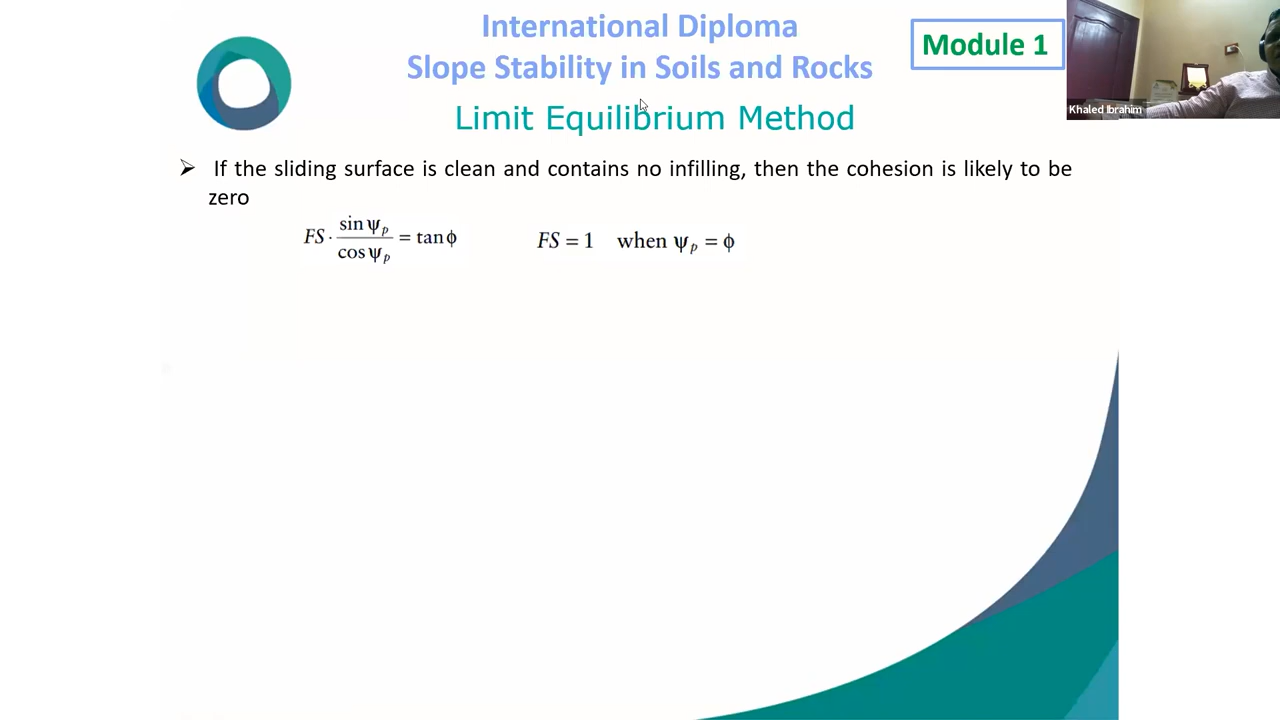 International Diploma
Slope Stability in Soils and Rocks
Module 1
Khaled Ibrahim
Limit Equilibrium Method
➢ If the sliding surface is clean and contains no infilling, then the cohesion is likely to be
zero
FS · sin ψp / cos ψp = tan ϕ
FS = 1 when ψp = ϕ